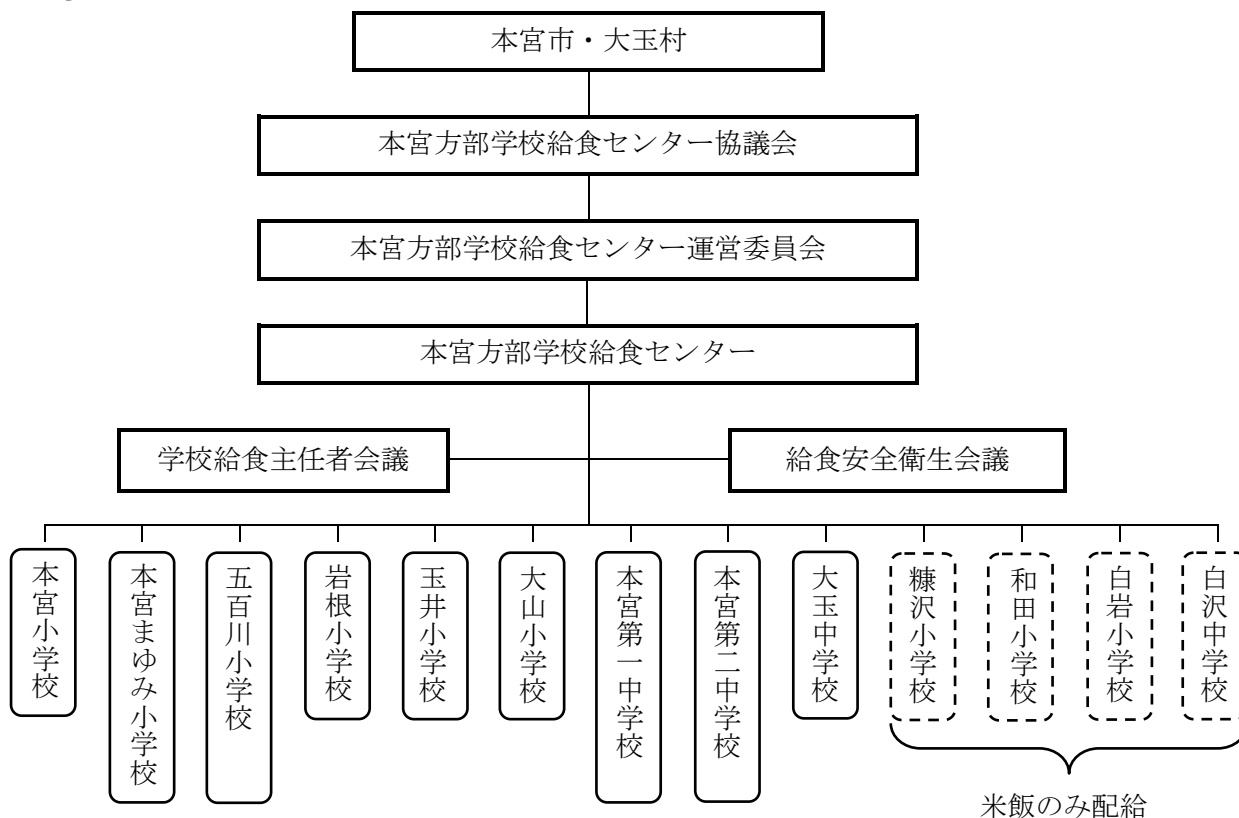 本宮市・大玉村
本宮方部学校給食センター協議会
本宮方部学校給食センター運営委員会
本宮方部学校給食センター
学校給食主任者会議
給食安全衛生会議
本宮小学校
本宮まゆみ小学校
五百川小学校
岩根小学校
玉井小学校
大山小学校
本宮第一中学校
本宮第二中学校
大玉中学校
糠沢小学校
和田小学校
白岩小学校
白沢中学校
米飯のみ配給